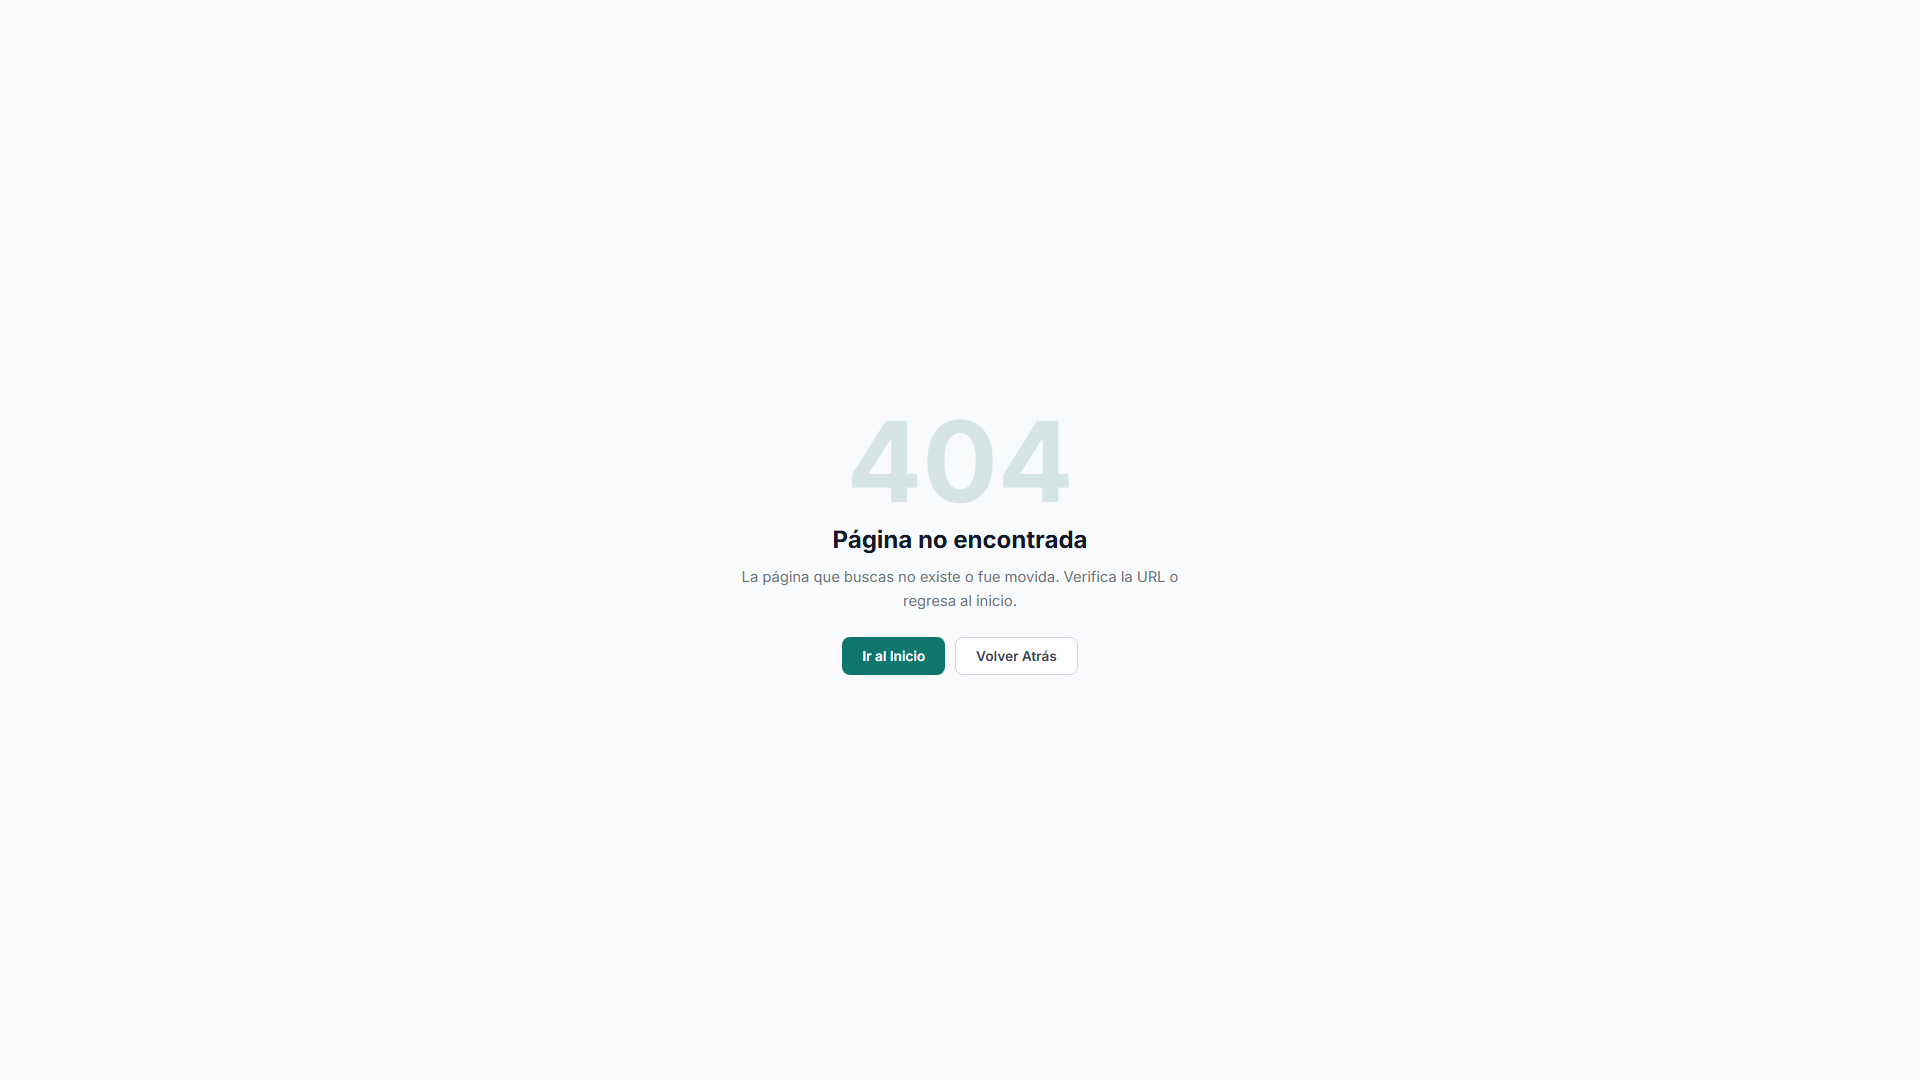 404
Página no encontrada
La página que buscas no existe o fue movida. Verifica la URL o
regresa al inicio.
Ir al Inicio
Volver Atrás